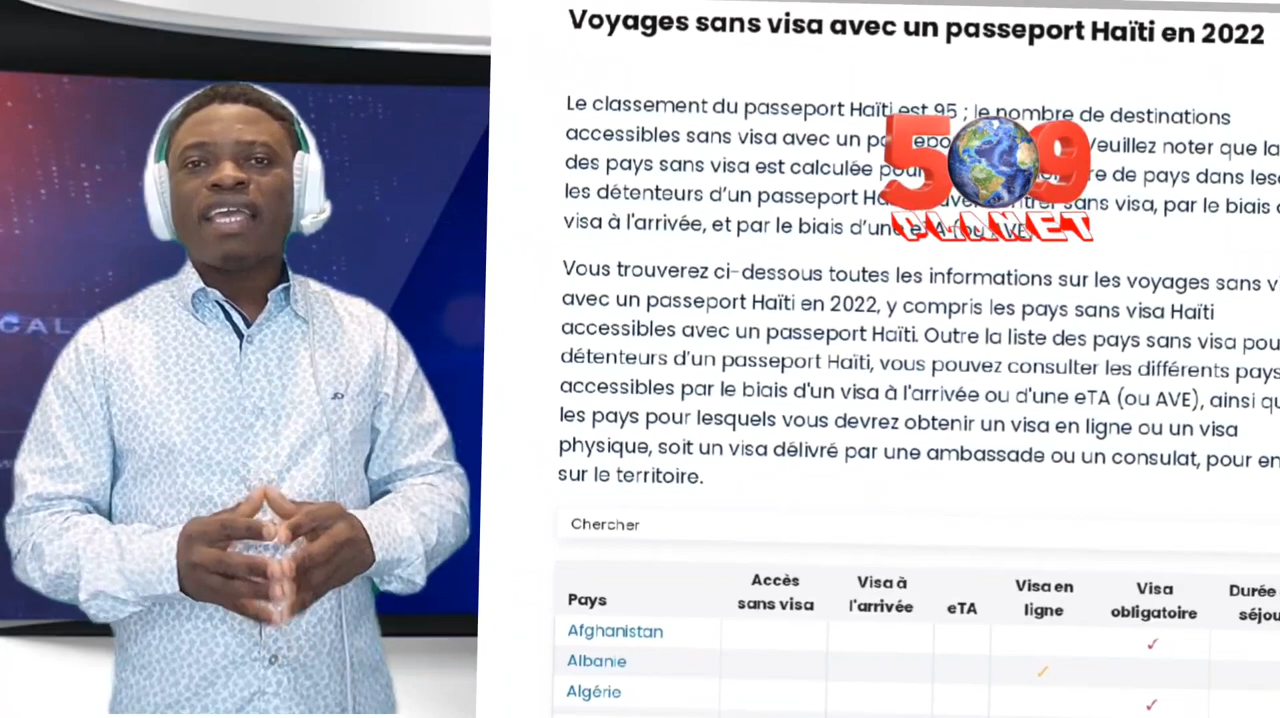 CAL
Voyages sans visa avec un passeport Haïti en 2022
Le classement du passeport Haïti est 95 ; le nombre de destinations
accessibles sans visa avec un Veuillez noter que la
des pays sans visa est calculée pour de pays dans
les détenteurs d’un passeport sans visa, par le biais
visa à l'arrivée, et par le biais d’une eTA (ou AVE
509
PLANET
Vous trouverez ci-dessous toutes les informations sur les voyages sans
avec un passeport Haïti en 2022, y compris les pays sans visa Haïti
accessibles avec un passeport Haïti. Outre la liste des pays sans visa
détenteurs d’un passeport Haïti, vous pouvez consulter les différents pays
accessibles par le biais d'un visa à l'arrivée ou d'une eTA (ou AVE), ainsi
les pays pour lesquels vous devrez obtenir un visa en ligne ou un visa
physique, soit un visa délivré par une ambassade ou un consulat, pour
sur le territoire.
Chercher
Pays Accès sans visa Visa à l'arrivée eTA Visa en ligne Visa obligatoire Durée
Afghanistan ✓
Albanie ✓
Algérie ✓